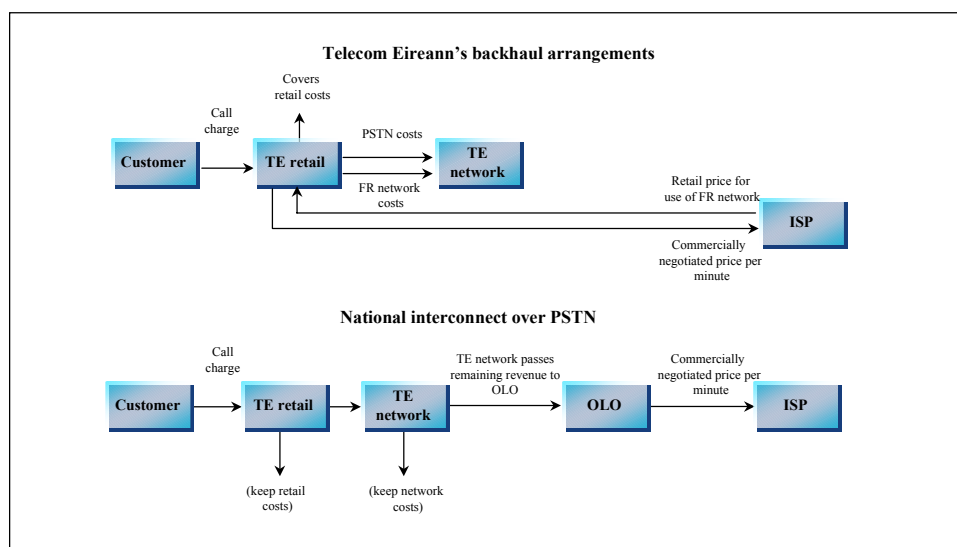 Telecom Eireann's backhaul arrangements
Covers
retail costs
Call
charge
PSTN costs
Customer
TE retail
TE
network
FR network
costs
Retail price for
use of FR network
ISP
Commercially
negotiated price per
minute
National interconnect over PSTN
Call
charge
TE network passes
remaining revenue to
OLO
Commercially
negotiated price per
minute
Customer
TE retail
TE
network
OLO
ISP
(keep retail
costs)
(keep network
costs)